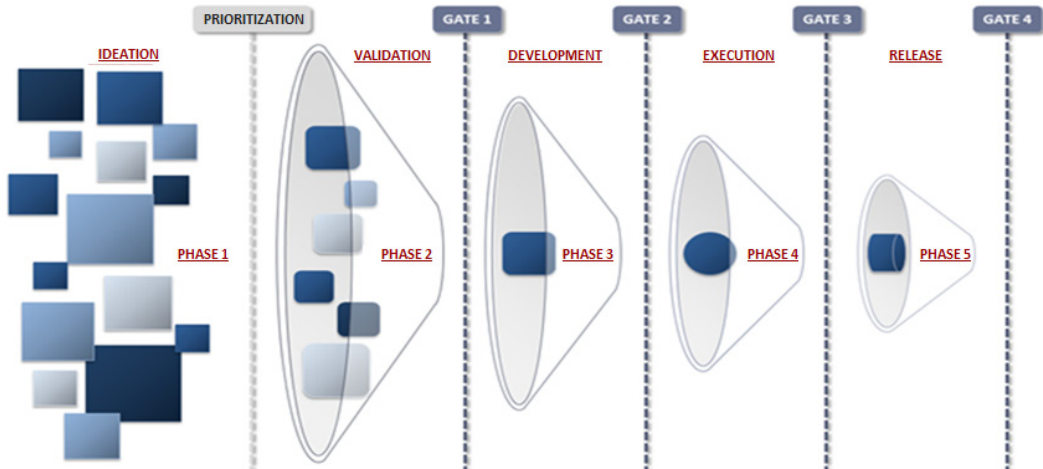 PRIORITIZATION
GATE 1
GATE 2
GATE 3
GATE 4
IDEATION
VALIDATION
DEVELOPMENT
EXECUTION
RELEASE
PHASE 1
PHASE 2
PHASE 3
PHASE 4
PHASE 5